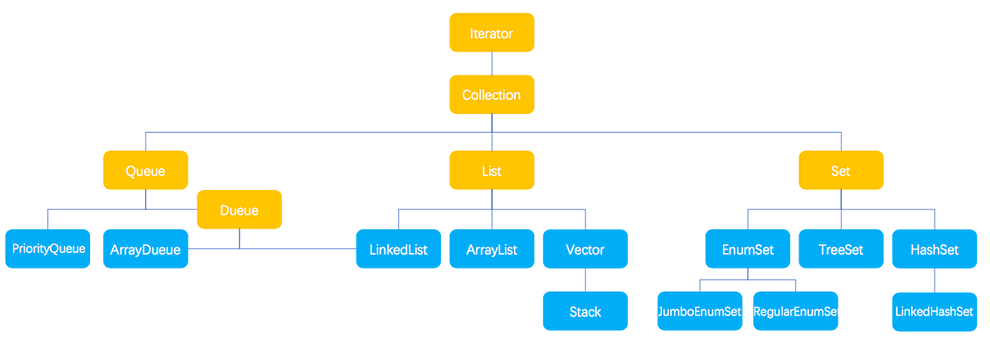 Iterator
Collection
Queue
List
Set
Dueue
PriorityQueue
ArrayDueue
LinkedList
ArrayList
Vector
EnumSet
TreeSet
HashSet
Stack
JumboEnumSet
RegularEnumSet
LinkedHashSet